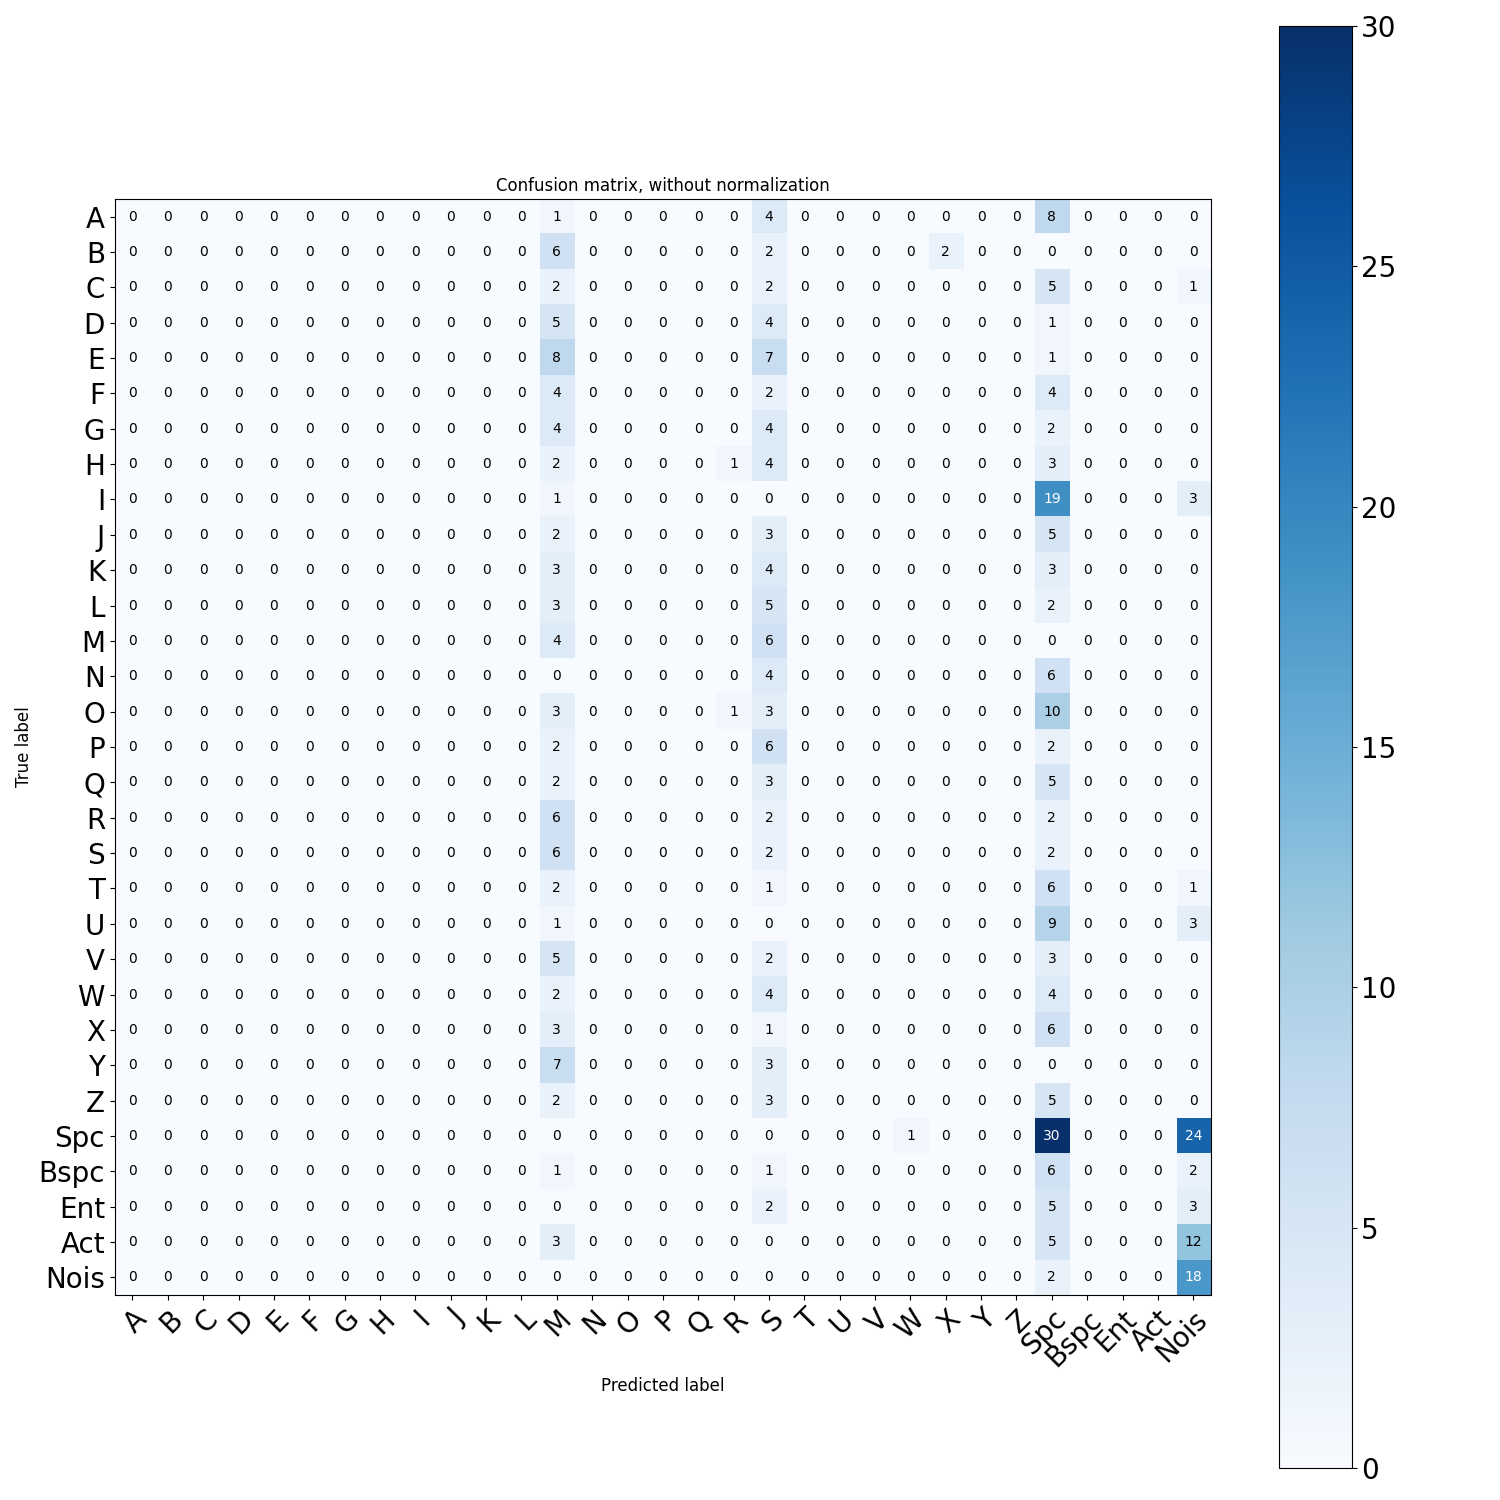 Confusion matrix, without normalization
A 0 0 0 0 0 0 0 0 0 0 0 0 1 0 0 0 0 0 4 0 0 0 0 0 0 0 8 0 0 0 0
B 0 0 0 0 0 0 0 0 0 0 0 0 6 0 0 0 0 0 2 0 0 0 0 2 0 0 0 0 0 0 0
C 0 0 0 0 0 0 0 0 0 0 0 0 2 0 0 0 0 0 2 0 0 0 0 0 0 0 5 0 0 0 1
D 0 0 0 0 0 0 0 0 0 0 0 0 5 0 0 0 0 0 4 0 0 0 0 0 0 0 1 0 0 0 0
E 0 0 0 0 0 0 0 0 0 0 0 0 8 0 0 0 0 0 7 0 0 0 0 0 0 0 1 0 0 0 0
F 0 0 0 0 0 0 0 0 0 0 0 0 4 0 0 0 0 0 2 0 0 0 0 0 0 0 4 0 0 0 0
G 0 0 0 0 0 0 0 0 0 0 0 0 4 0 0 0 0 0 4 0 0 0 0 0 0 0 2 0 0 0 0
H 0 0 0 0 0 0 0 0 0 0 0 0 2 0 0 0 0 1 4 0 0 0 0 0 0 0 3 0 0 0 0
I 0 0 0 0 0 0 0 0 0 0 0 0 1 0 0 0 0 0 0 0 0 0 0 0 0 0 19 0 0 0 3
J 0 0 0 0 0 0 0 0 0 0 0 0 2 0 0 0 0 0 3 0 0 0 0 0 0 0 5 0 0 0 0
K 0 0 0 0 0 0 0 0 0 0 0 0 3 0 0 0 0 0 4 0 0 0 0 0 0 0 3 0 0 0 0
L 0 0 0 0 0 0 0 0 0 0 0 0 3 0 0 0 0 0 5 0 0 0 0 0 0 0 2 0 0 0 0
M 0 0 0 0 0 0 0 0 0 0 0 0 4 0 0 0 0 0 6 0 0 0 0 0 0 0 0 0 0 0 0
N 0 0 0 0 0 0 0 0 0 0 0 0 0 0 0 0 0 0 4 0 0 0 0 0 0 0 6 0 0 0 0
O 0 0 0 0 0 0 0 0 0 0 0 0 3 0 0 0 0 1 3 0 0 0 0 0 0 0 10 0 0 0 0
P 0 0 0 0 0 0 0 0 0 0 0 0 2 0 0 0 0 0 6 0 0 0 0 0 0 0 2 0 0 0 0
Q 0 0 0 0 0 0 0 0 0 0 0 0 2 0 0 0 0 0 3 0 0 0 0 0 0 0 5 0 0 0 0
R 0 0 0 0 0 0 0 0 0 0 0 0 6 0 0 0 0 0 2 0 0 0 0 0 0 0 2 0 0 0 0
S 0 0 0 0 0 0 0 0 0 0 0 0 6 0 0 0 0 0 2 0 0 0 0 0 0 0 2 0 0 0 0
T 0 0 0 0 0 0 0 0 0 0 0 0 2 0 0 0 0 0 1 0 0 0 0 0 0 0 6 0 0 0 1
U 0 0 0 0 0 0 0 0 0 0 0 0 1 0 0 0 0 0 0 0 0 0 0 0 0 0 9 0 0 0 3
V 0 0 0 0 0 0 0 0 0 0 0 0 5 0 0 0 0 0 2 0 0 0 0 0 0 0 3 0 0 0 0
W 0 0 0 0 0 0 0 0 0 0 0 0 2 0 0 0 0 0 4 0 0 0 0 0 0 0 4 0 0 0 0
X 0 0 0 0 0 0 0 0 0 0 0 0 3 0 0 0 0 0 1 0 0 0 0 0 0 0 6 0 0 0 0
Y 0 0 0 0 0 0 0 0 0 0 0 0 7 0 0 0 0 0 3 0 0 0 0 0 0 0 0 0 0 0 0
Z 0 0 0 0 0 0 0 0 0 0 0 0 2 0 0 0 0 0 3 0 0 0 0 0 0 0 5 0 0 0 0
Spc 0 0 0 0 0 0 0 0 0 0 0 0 0 0 0 0 0 0 0 0 0 0 1 0 0 0 30 0 0 0 24
Bspc 0 0 0 0 0 0 0 0 0 0 0 0 1 0 0 0 0 0 1 0 0 0 0 0 0 0 6 0 0 0 2
Ent 0 0 0 0 0 0 0 0 0 0 0 0 0 0 0 0 0 0 2 0 0 0 0 0 0 0 5 0 0 0 3
Act 0 0 0 0 0 0 0 0 0 0 0 0 3 0 0 0 0 0 0 0 0 0 0 0 0 0 5 0 0 0 12
Nois 0 0 0 0 0 0 0 0 0 0 0 0 0 0 0 0 0 0 0 0 0 0 0 0 0 0 2 0 0 0 18
A B C D E F G H I J K L M N O P Q R S T U V W X Y Z Spc Bspc Ent Act Nois
True label
Predicted label
30
25
20
15
10
5
0